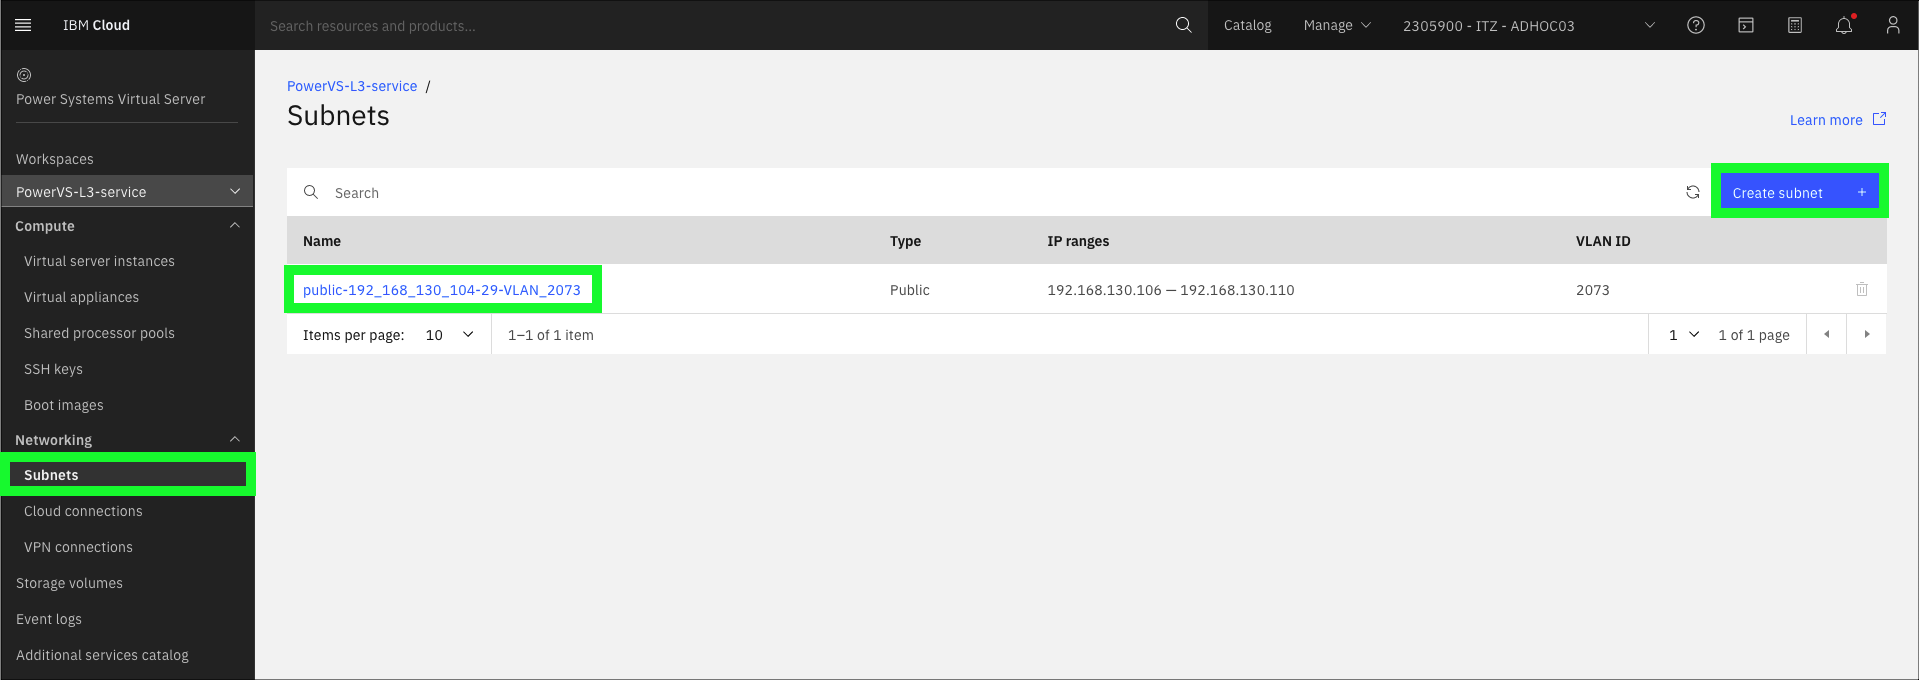 IBM Cloud
Search resources and products...
Catalog
Manage
2305900 - ITZ - ADHOC03
Power Systems Virtual Server
Workspaces
PowerVS-L3-service
Compute
Virtual server instances
Virtual appliances
Shared processor pools
SSH keys
Boot images
Networking
Subnets
Cloud connections
VPN connections
Storage volumes
Event logs
Additional services catalog
PowerVS-L3-service /
Subnets
Learn more
Search
Create subnet +
Name Type IP ranges VLAN ID
public-192_168_130_104-29-VLAN_2073 Public 192.168.130.106 — 192.168.130.110 2073
Items per page: 10 1–1 of 1 item 1 1 of 1 page